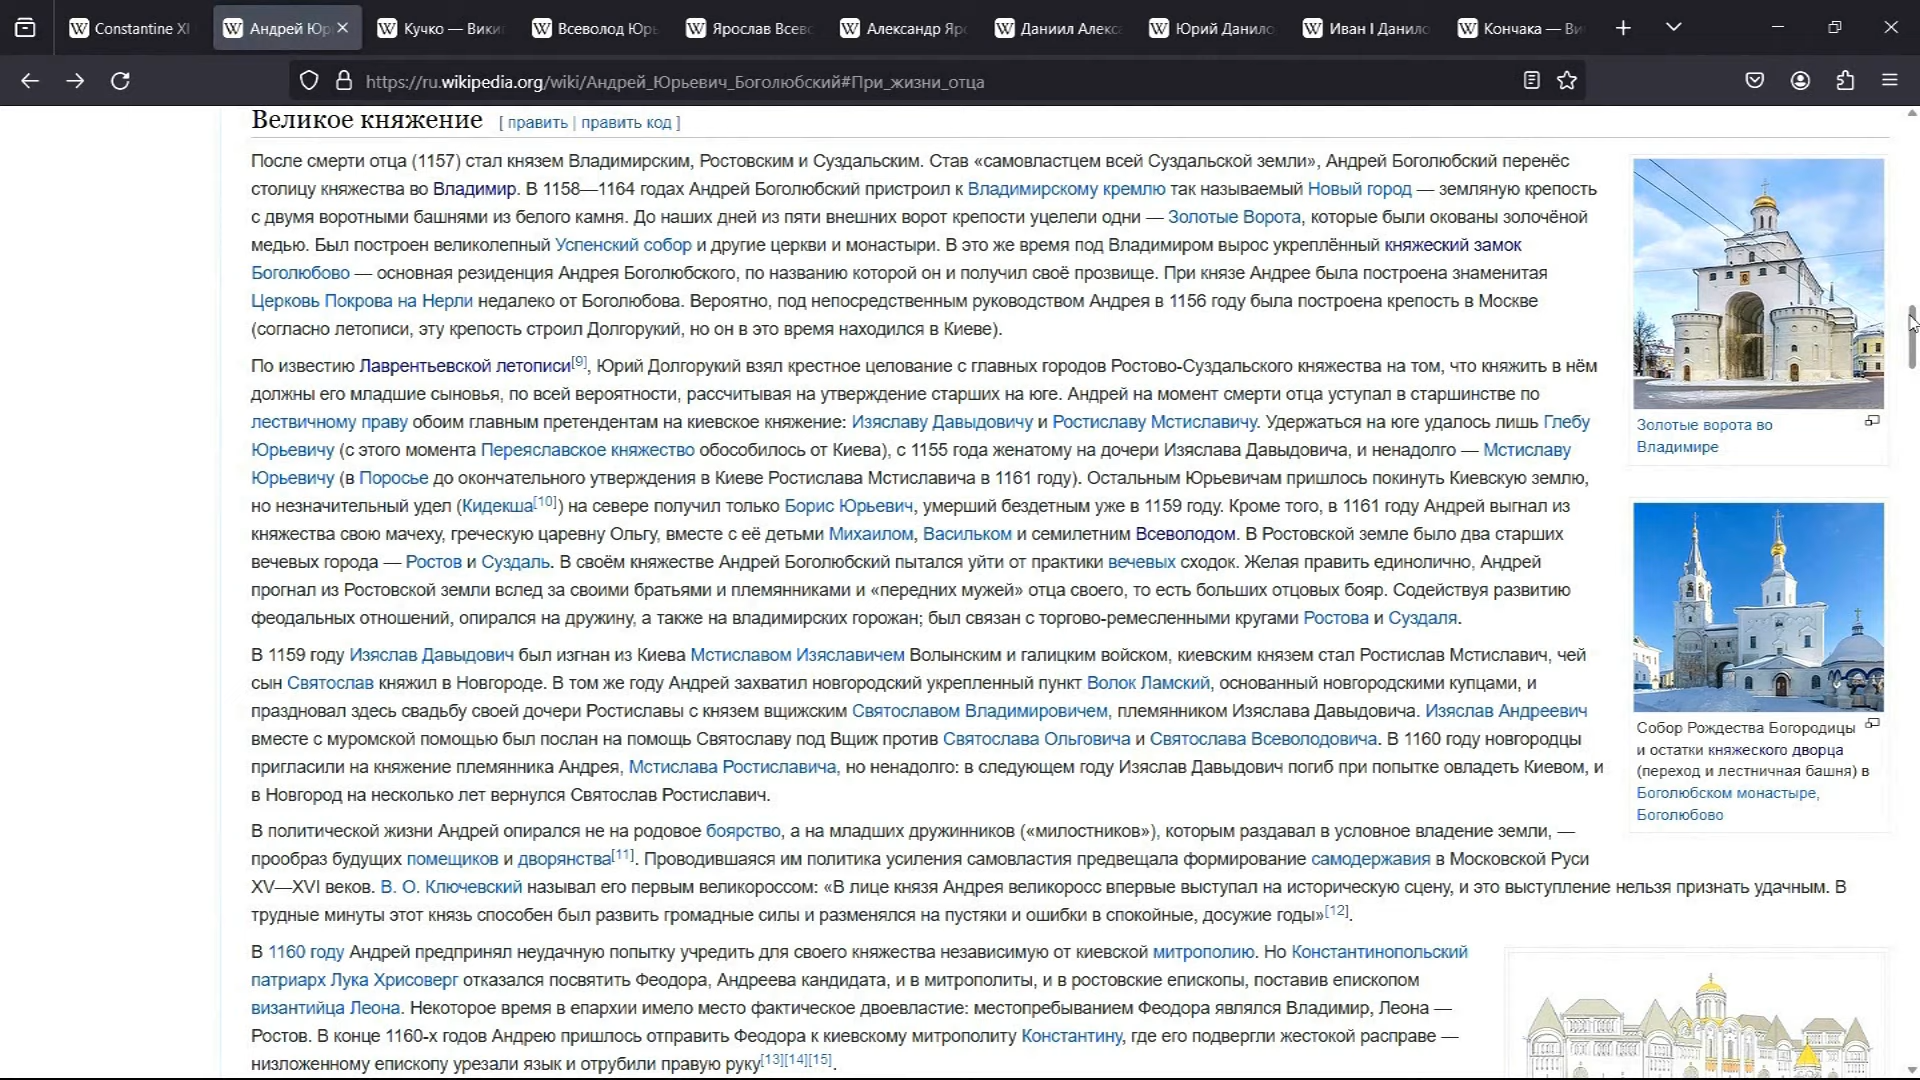 Constantine XI
Андрей Юр
Кучко — Вики
Всеволод Юрь
Ярослав Всев
Александр Яр
Даниил Алекс
Юрий Данило
Иван I Данило
Кончака — Ви
https://ru.wikipedia.org/wiki/Андрей_Юрьевич_Боголюбский#При_жизни_отца
Великое княжение [ править | править код ]
После смерти отца (1157) стал князем Владимирским, Ростовским и Суздальским. Став «самовластцем всей Суздальской земли», Андрей Боголюбский перенёс
столицу княжества во Владимир. В 1158—1164 годах Андрей Боголюбский пристроил к Владимирскому кремлю так называемый Новый город — земляную крепость
с двумя воротными башнями из белого камня. До наших дней из пяти внешних ворот крепости уцелели одни — Золотые Ворота, которые были окованы золочёной
медью. Был построен великолепный Успенский собор и другие церкви и монастыри. В это же время под Владимиром вырос укреплённый княжеский замок
Боголюбово — основная резиденция Андрея Боголюбского, по названию которой он и получил своё прозвище. При князе Андрее была построена знаменитая
Церковь Покрова на Нерли недалеко от Боголюбова. Вероятно, под непосредственным руководством Андрея в 1156 году была построена крепость в Москве
(согласно летописи, эту крепость строил Долгорукий, но он в это время находился в Киеве).
По известию Лаврентьевской летописи[9], Юрий Долгорукий взял крестное целование с главных городов Ростово-Суздальского княжества на том, что княжить в нём
должны его младшие сыновья, по всей вероятности, рассчитывая на утверждение старших на юге. Андрей на момент смерти отца уступал в старшинстве по
лествичному праву обоим главным претендентам на киевское княжение: Изяславу Давыдовичу и Ростиславу Мстиславичу. Удержаться на юге удалось лишь Глебу
Юрьевичу (с этого момента Переяславское княжество обособилось от Киева), с 1155 года женатому на дочери Изяслава Давыдовича, и ненадолго — Мстиславу
Юрьевичу (в Поросье до окончательного утверждения в Киеве Ростислава Мстиславича в 1161 году). Остальным Юрьевичам пришлось покинуть Киевскую землю,
но незначительный удел (Кидекша[10]) на севере получил только Борис Юрьевич, умерший бездетным уже в 1159 году. Кроме того, в 1161 году Андрей выгнал из
княжества свою мачеху, греческую царевну Ольгу, вместе с её детьми Михаилом, Васильком и семилетним Всеволодом. В Ростовской земле было два старших
вечевых города — Ростов и Суздаль. В своём княжестве Андрей Боголюбский пытался уйти от практики вечевых сходок. Желая править единолично, Андрей
прогнал из Ростовской земли вслед за своими братьями и племянниками и «передних мужей» отца своего, то есть больших отцовых бояр. Содействуя развитию
феодальных отношений, опирался на дружину, а также на владимирских горожан; был связан с торгово-ремесленными кругами Ростова и Суздаля.
В 1159 году Изяслав Давыдович был изгнан из Киева Мстиславом Изяславичем Волынским и галицким войском, киевским князем стал Ростислав Мстиславич, чей
сын Святослав княжил в Новгороде. В том же году Андрей захватил новгородский укрепленный пункт Волок Ламский, основанный новгородскими купцами, и
праздновал здесь свадьбу своей дочери Ростиславы с князем вщижским Святославом Владимировичем, племянником Изяслава Давыдовича. Изяслав Андреевич
вместе с муромской помощью был послан на помощь Святославу под Вщиж против Святослава Ольговича и Святослава Всеволодовича. В 1160 году новгородцы
пригласили на княжение племянника Андрея, Мстислава Ростиславича, но ненадолго: в следующем году Изяслав Давыдович погиб при попытке овладеть Киевом, и
в Новгород на несколько лет вернулся Святослав Ростиславич.
В политической жизни Андрей опирался не на родовое боярство, а на младших дружинников («милостников»), которым раздавал в условное владение земли, —
прообраз будущих помещиков и дворянства[11]. Проводившаяся им политика усиления самовластия предвещала формирование самодержавия в Московской Руси
XV—XVI веков. В. О. Ключевский называл его первым великороссом: «В лице князя Андрея великоросс впервые выступал на историческую сцену, и это выступление нельзя признать удачным. В
трудные минуты этот князь способен был развить громадные силы и разменялся на пустяки и ошибки в спокойные, досужие годы»[12].
В 1160 году Андрей предпринял неудачную попытку учредить для своего княжества независимую от киевской митрополию. Но Константинопольский
патриарх Лука Хрисоверг отказался посвятить Феодора, Андреева кандидата, и в митрополиты, и в ростовские епископы, поставив епископом
византийца Леона. Некоторое время в епархии имело место фактическое двоевластие: местопребыванием Феодора являлся Владимир, Леона —
Ростов. В конце 1160-х годов Андрею пришлось отправить Феодора к киевскому митрополиту Константину, где его подвергли жестокой расправе —
низложенному епископу урезали язык и отрубили правую руку[13][14][15].
Золотые ворота во
Владимире
Собор Рождества Богородицы
и остатки княжеского дворца
(переход и лестничная башня) в
Боголюбском монастыре,
Боголюбово